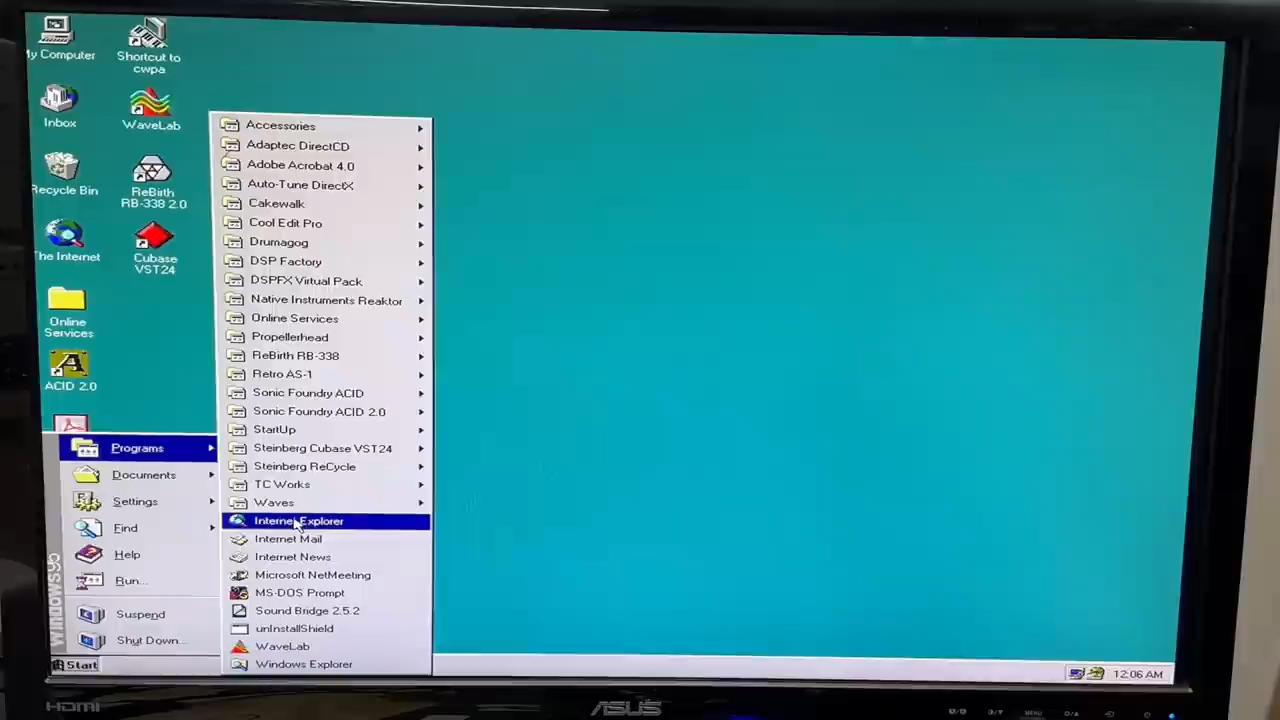 My Computer
Shortcut to
cwpa
Inbox
WaveLab
Recycle Bin
ReBirth
RB-338 2.0
The Internet
Cubase
VST24
Online
Services
ACID 2.0
Accessories
Adaptec DirectCD
Adobe Acrobat 4.0
Auto-Tune DirectX
Cakewalk
Cool Edit Pro
Drumagog
DSP Factory
DSPFX Virtual Pack
Native Instruments Reaktor
Online Services
Propellerhead
ReBirth RB-338
Retro AS-1
Sonic Foundry ACID
Sonic Foundry ACID 2.0
StartUp
Steinberg Cubase VST24
Steinberg ReCycle
TC Works
Waves
Internet Explorer
Internet Mail
Internet News
Microsoft NetMeeting
MS-DOS Prompt
Sound Bridge 2.5.2
unInstallShield
WaveLab
Windows Explorer
Programs
Documents
Settings
Find
Help
Run...
Suspend
Shut Down...
Windows95
Start
12:06 AM
HDMI
ASUS
MENU